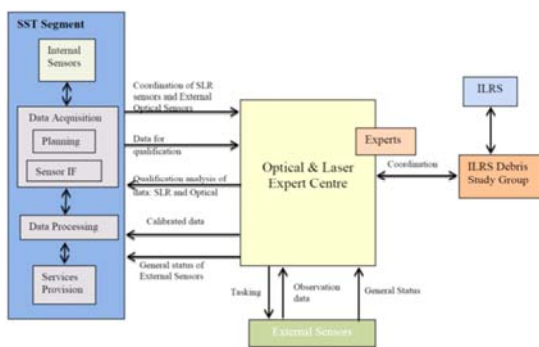 SST Segment
Internal
Sensors
Data Acquisition
Planning
Sensor IF
Data Processing
Services
Provision
Coordination of SLR
sensors and External
Optical Sensors
Data for
qualification
Qualification analysis of
data: SLR and Optical
Calibrated data
General status of
External Sensors
Optical & Laser
Expert Centre
Experts
Coordination
ILRS
ILRS Debris
Study Group
Tasking
Observation
data
General Status
External Sensors